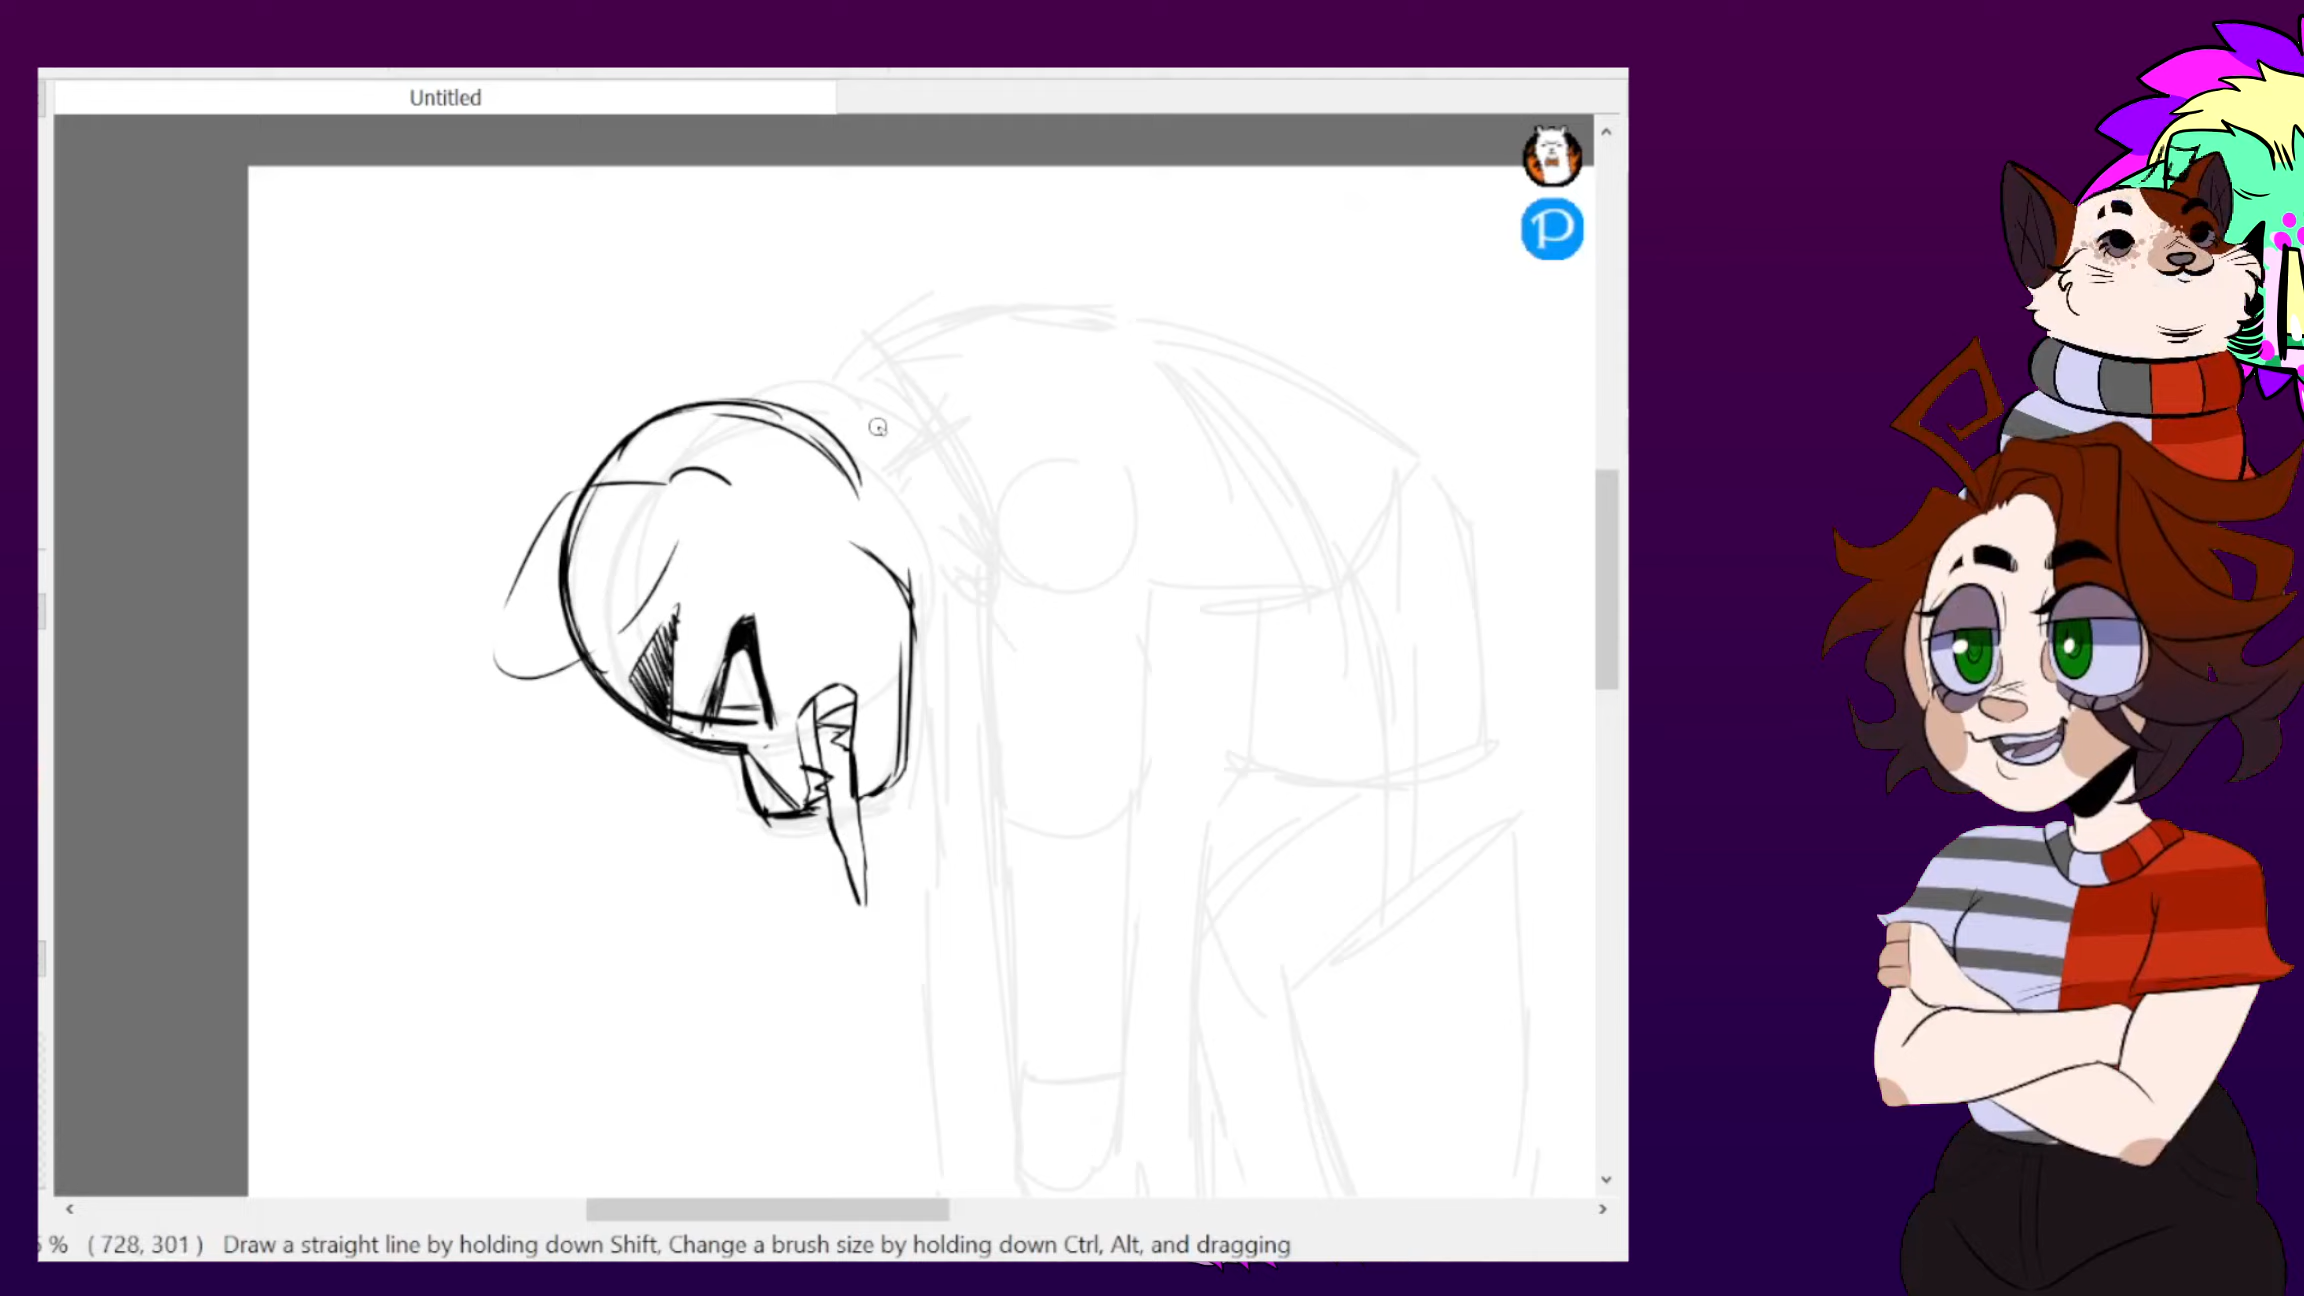 Untitled
P
% ( 728, 301 ) Draw a straight line by holding down Shift, Change a brush size by holding down Ctrl, Alt, and dragging